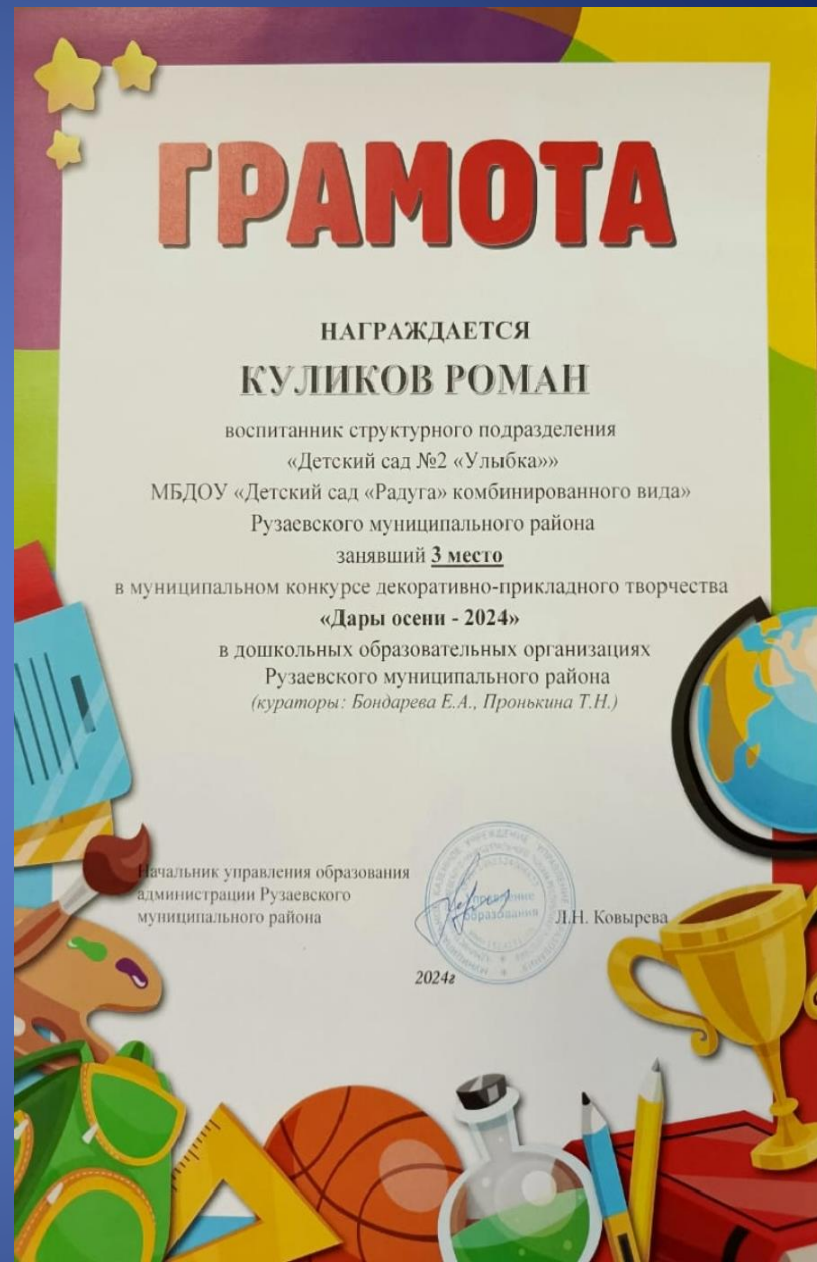 ГРАМОТА
НАГРАЖДАЕТСЯ
КУЛИКОВ РОМАН
воспитанник структурного подразделения
«Детский сад №2 «Улыбка»»
МБДОУ «Детский сад «Радуга» комбинированного вида»
Рузаевского муниципального района
занявший 3 место
в муниципальном конкурсе декоративно-прикладного творчества
«Дары осени - 2024»
в дошкольных образовательных организациях
Рузаевского муниципального района
(кураторы: Бондарева Е.А., Пронькина Т.Н.)
Начальник управления образования
администрации Рузаевского
муниципального района
Управление
образования
Л.Н. Ковырева
2024г